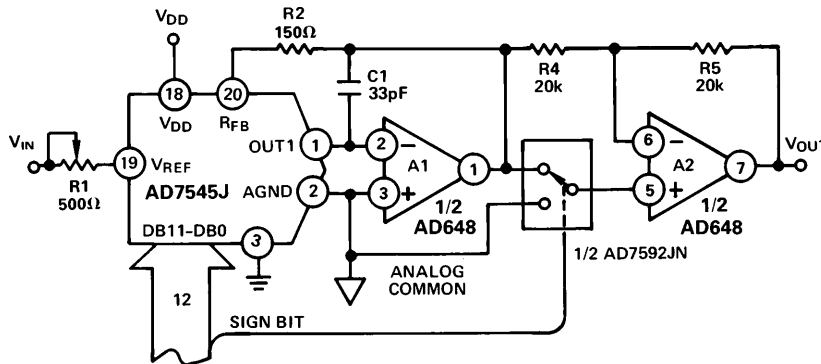 VDD
R2
150Ω
R4
20k
R5
20k
C1
33pF
18
VDD
20
RFB
VIN
R1
500Ω
19
VREF
AD7545J
OUT1
1
AGND
2
DB11–DB0
3
12
2
−
3
+
A1
1
1/2
AD648
ANALOG
COMMON
1/2 AD7592JN
SIGN BIT
6
−
5
+
A2
7
1/2
AD648